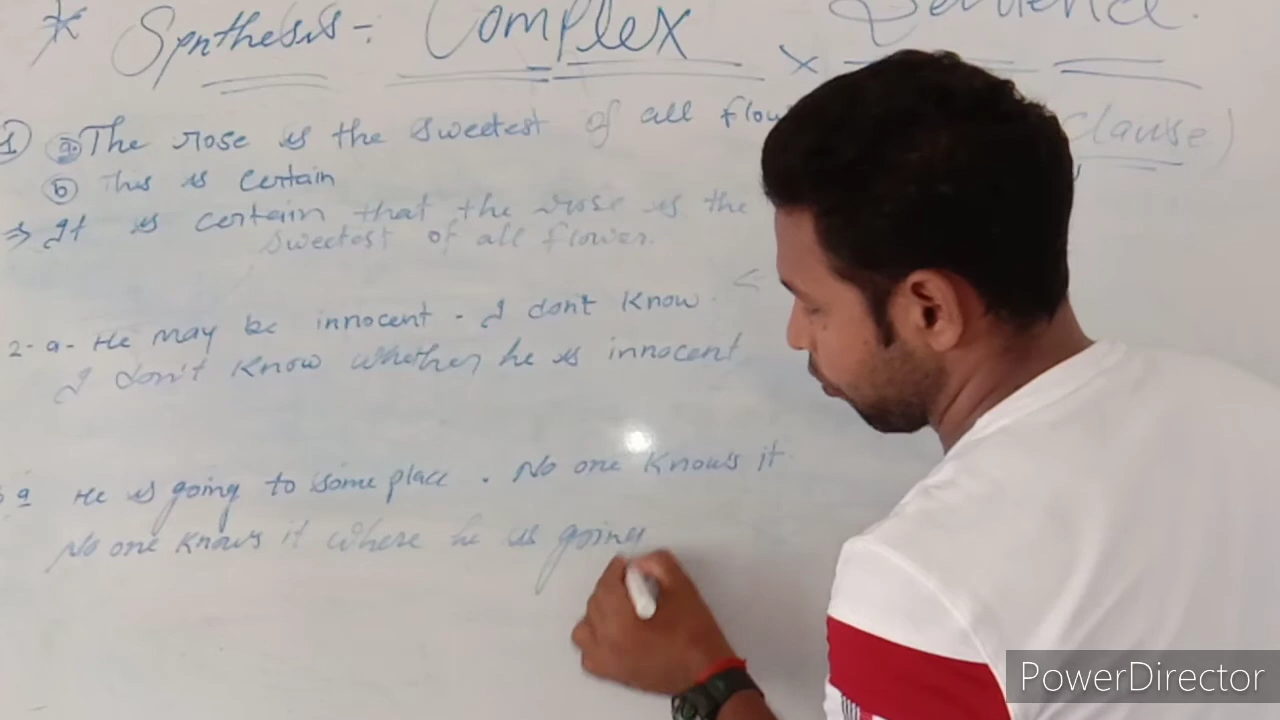 * Synthesis:- Complex × Sentence.
1 a. The rose is the sweetest of all flow Clause)
b This is certain
⇒ It is certain that the rose is the
sweetest of all flower.
2. a. He may be innocent. I don't know.
I don't know whether he is innocent
a He is going to some place. No one knows it.
No one knows it where he is going
PowerDirector